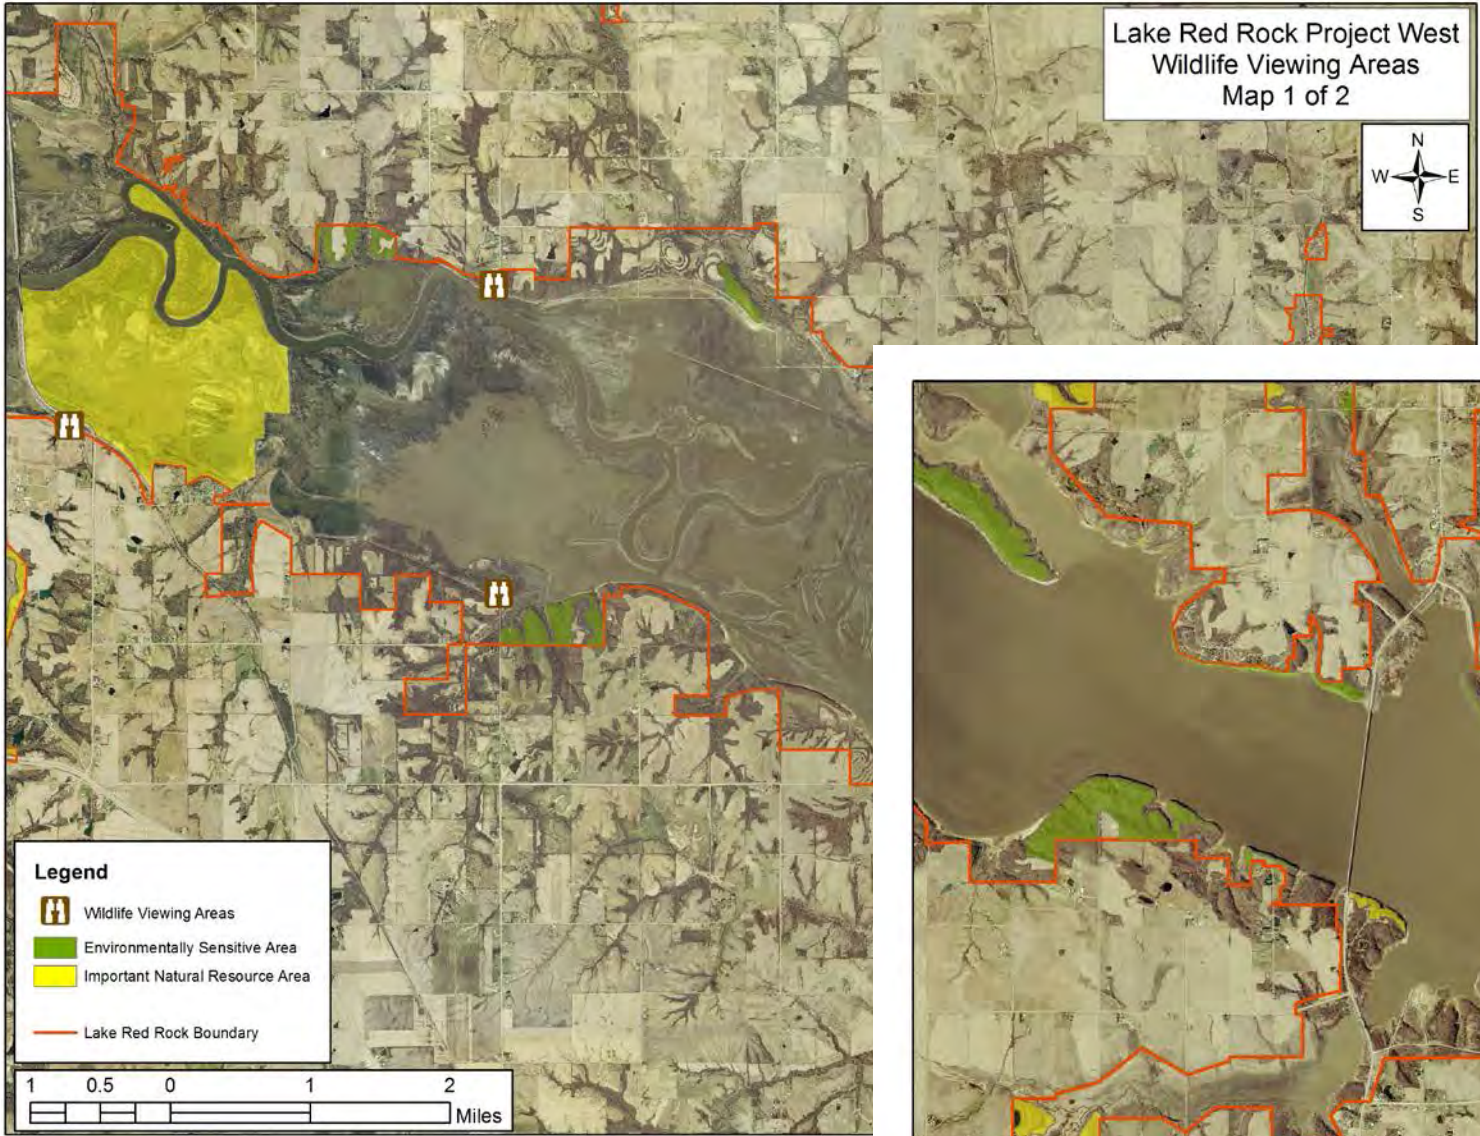 Lake Red Rock Project West
Wildlife Viewing Areas
Map 1 of 2
N
W E
S
Legend
Wildlife Viewing Areas
Environmentally Sensitive Area
Important Natural Resource Area
Lake Red Rock Boundary
1 0.5 0 1 2
Miles